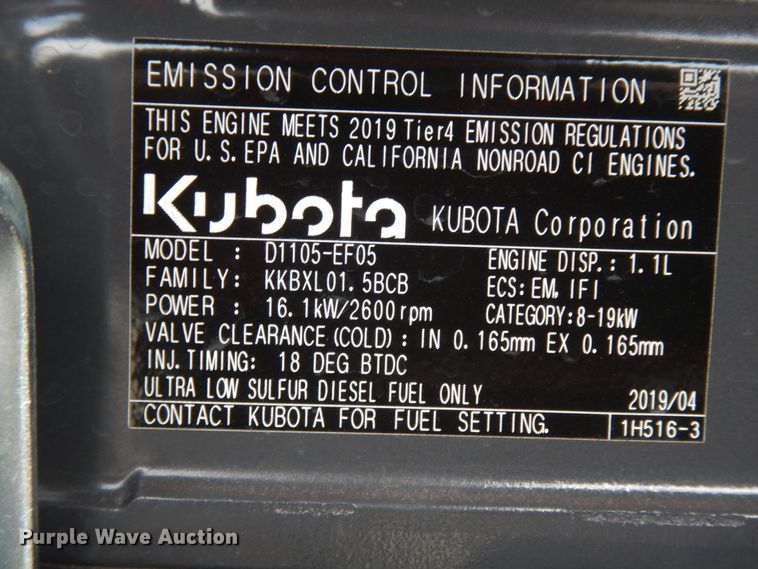 EMISSION CONTROL INFORMATION
THIS ENGINE MEETS 2019 Tier4 EMISSION REGULATIONS
FOR U.S.EPA AND CALIFORNIA NONROAD CI ENGINES.
Kubota KUBOTA Corporation
MODEL : D1105-EF05 ENGINE DISP.: 1.1L
FAMILY: KKBXL01.5BCB ECS: EM,IFI
POWER : 16.1kW/2600rpm CATEGORY:8-19kW
VALVE CLEARANCE(COLD): IN 0.165mm EX 0.165mm
INJ.TIMING: 18 DEG BTDC
ULTRA LOW SULFUR DIESEL FUEL ONLY 2019/04
CONTACT KUBOTA FOR FUEL SETTING. 1H516-3
Purple Wave Auction